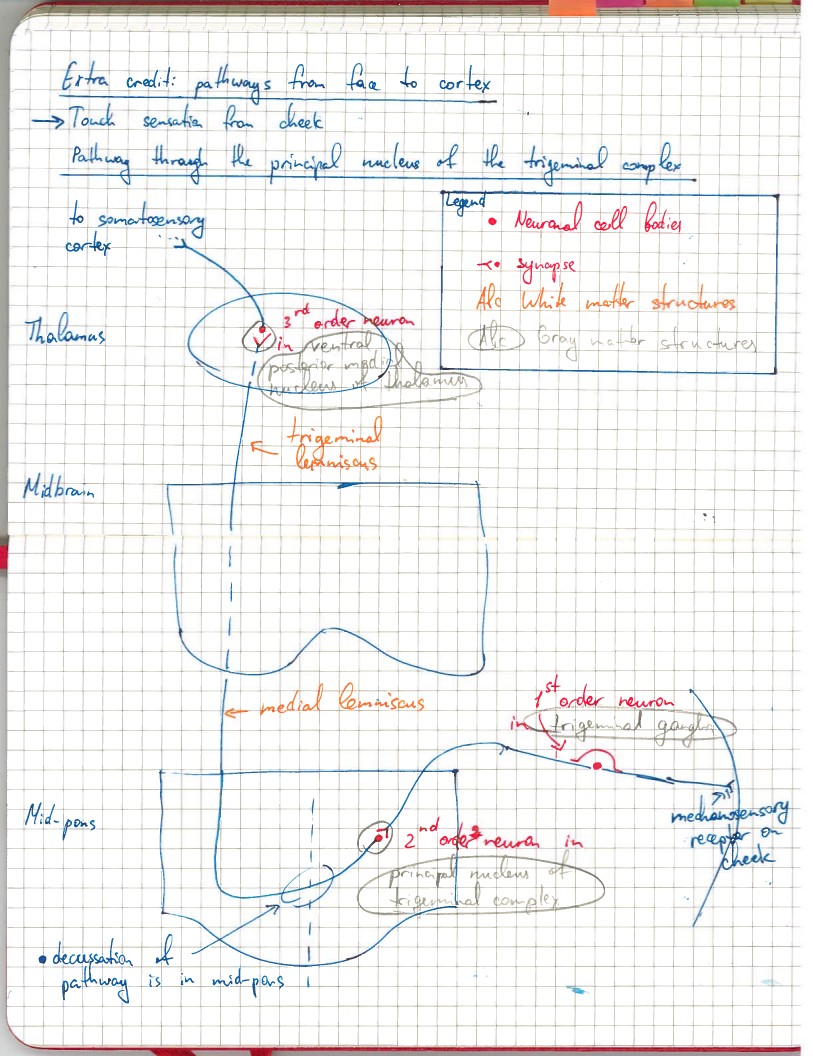 Extra credit: pathways from face to cortex
→ Touch sensation from cheek
Pathway through the principal nucleus of the trigeminal complex
to somatosensory
cortex
Legend
• Neuronal cell bodies
-<• synapse
Abc White matter structures
Abc Gray matter structures
Thalamus
3rd order neuron
in ventral
posterior medial
nucleus of thalamus
trigeminal
lemniscus
Midbrain
medial lemniscus
1st order neuron
in trigeminal ganglion
Mid-pons
mechanosensory
receptor on
cheek
2nd order neuron in
principal nucleus of
trigeminal complex
• decussation of
pathway is in mid-pons